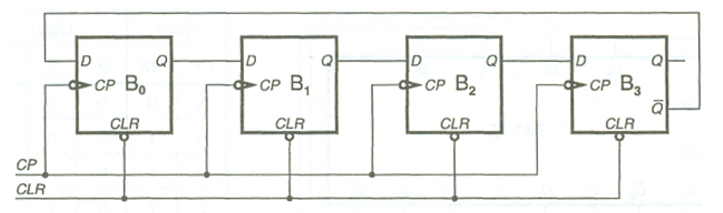 D Q D Q D Q D Q
CP B₀ CP B₁ CP B₂ CP B₃
Q̅
CLR CLR CLR CLR
CP
CLR